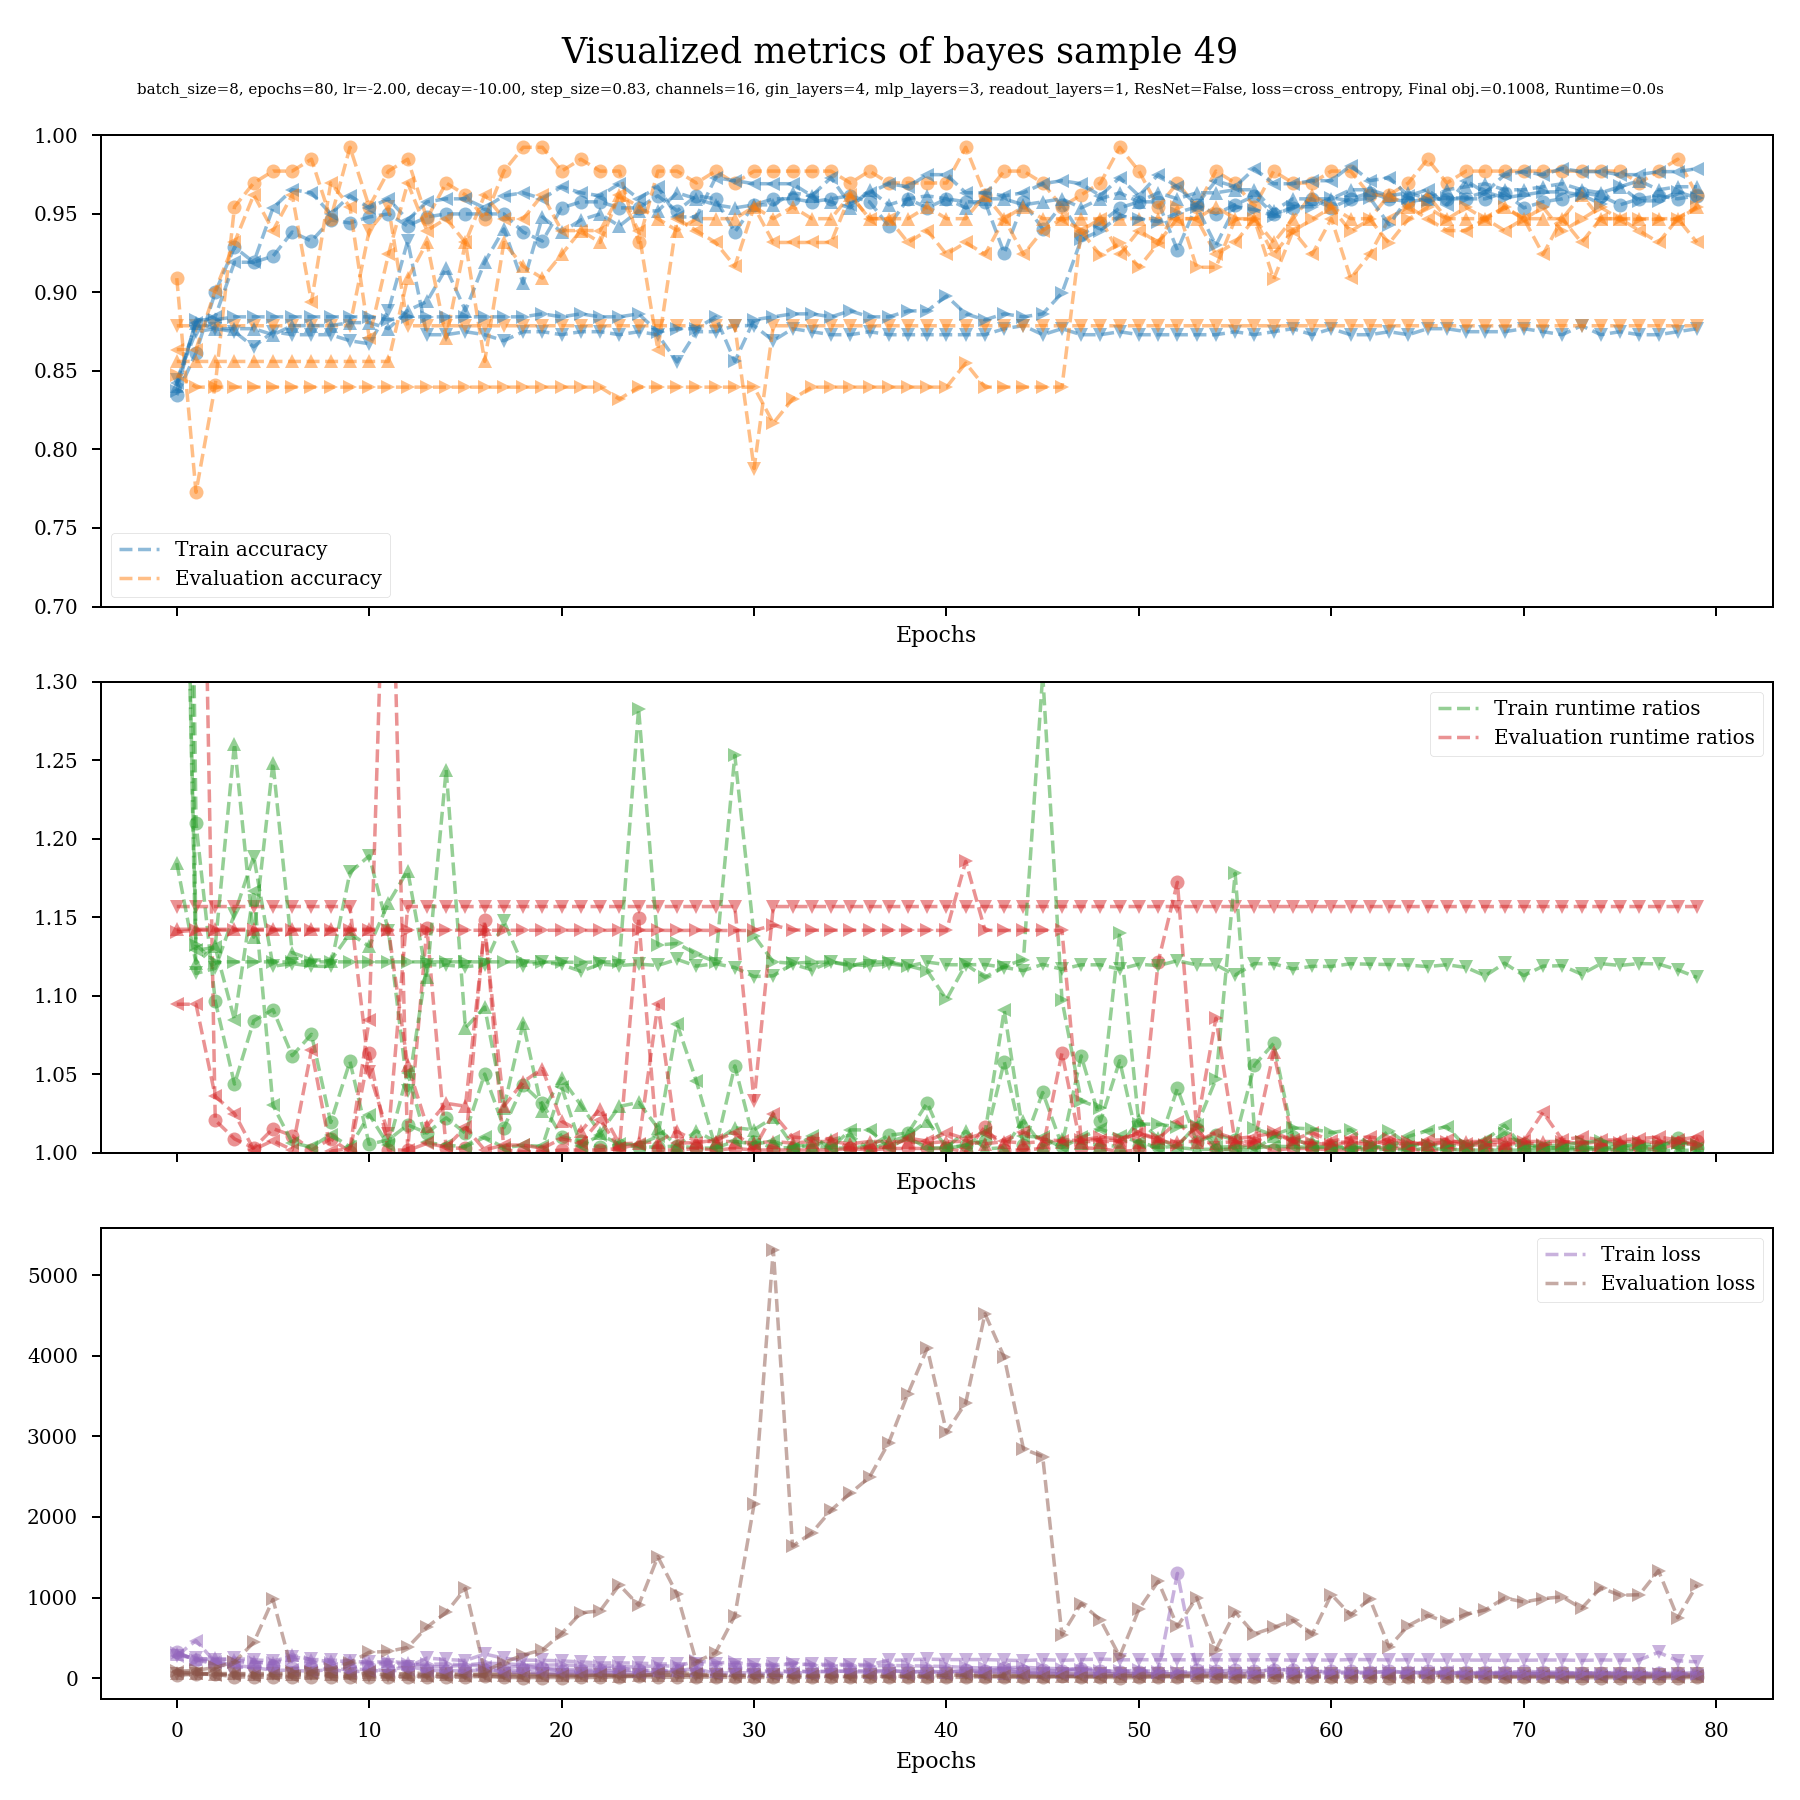 Visualized metrics of bayes sample 49
batch_size=8, epochs=80, lr=-2.00, decay=-10.00, step_size=0.83, channels=16, gin_layers=4, mlp_layers=3, readout_layers=1, ResNet=False, loss=cross_entropy, Final obj.=0.1008, Runtime=0.0s
1.00
0.95
0.90
0.85
0.80
0.75
0.70
Train accuracy
Evaluation accuracy
Epochs
1.30
1.25
1.20
1.15
1.10
1.05
1.00
Train runtime ratios
Evaluation runtime ratios
Epochs
5000
4000
3000
2000
1000
0
Train loss
Evaluation loss
0 10 20 30 40 50 60 70 80
Epochs